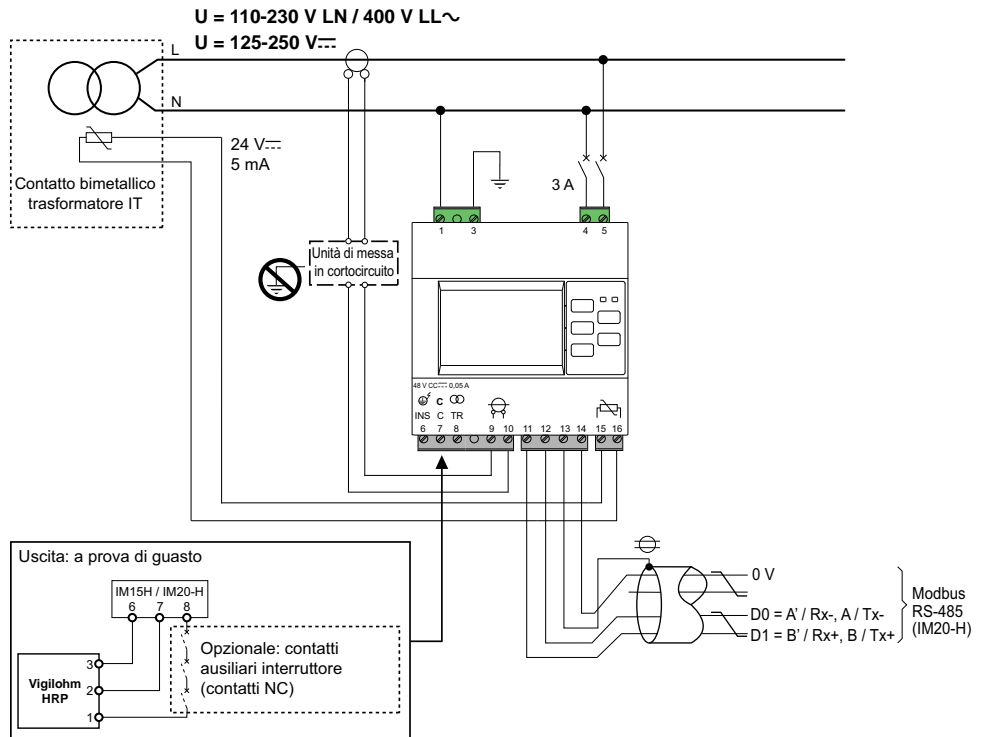 U = 110-230 V LN / 400 V LL∿
U = 125-250 V⎓
L
N
24 V⎓
5 mA
Contatto bimetallico
trasformatore IT
3 A
1 3 4 5
Unità di messa
in cortocircuito
48 V CC⎓ 0,05 A
C
INS C TR
6 7 8 9 10 11 12 13 14 15 16
Uscita: a prova di guasto
IM15H / IM20-H
6 7 8
Vigilohm
HRP
3
2
1
Opzionale: contatti
ausiliari interruttore
(contatti NC)
0 V
D0 = A' / Rx-, A / Tx-
D1 = B' / Rx+, B / Tx+
Modbus
RS-485
(IM20-H)